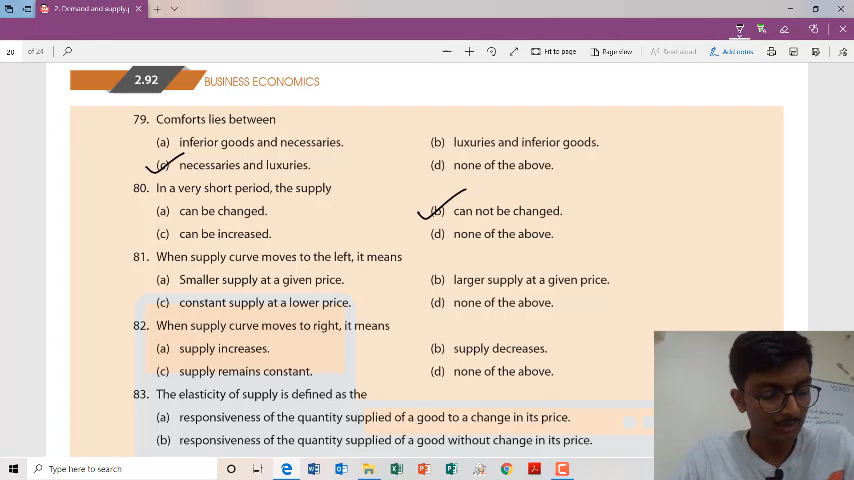 2. Demand and supply.p
20 of 24
Fit to page
Page view
Read aloud
Add notes
2.92 BUSINESS ECONOMICS
79. Comforts lies between
(a) inferior goods and necessaries. (b) luxuries and inferior goods.
(c) necessaries and luxuries. (d) none of the above.
80. In a very short period, the supply
(a) can be changed. (b) can not be changed.
(c) can be increased. (d) none of the above.
81. When supply curve moves to the left, it means
(a) Smaller supply at a given price. (b) larger supply at a given price.
(c) constant supply at a lower price. (d) none of the above.
82. When supply curve moves to right, it means
(a) supply increases. (b) supply decreases.
(c) supply remains constant. (d) none of the above.
83. The elasticity of supply is defined as the
(a) responsiveness of the quantity supplied of a good to a change in its price.
(b) responsiveness of the quantity supplied of a good without change in its price.
Type here to search